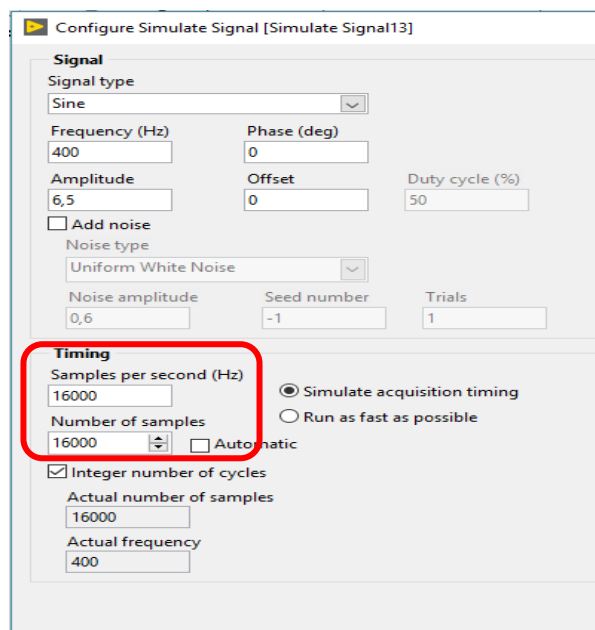 Configure Simulate Signal [Simulate Signal13]
Signal
Signal type
Sine
Frequency (Hz) Phase (deg)
400 0
Amplitude Offset Duty cycle (%)
6,5 0 50
Add noise
Noise type
Uniform White Noise
Noise amplitude Seed number Trials
0,6 -1 1
Timing
Samples per second (Hz)
16000 Simulate acquisition timing
Number of samples Run as fast as possible
16000 Automatic
Integer number of cycles
Actual number of samples
16000
Actual frequency
400